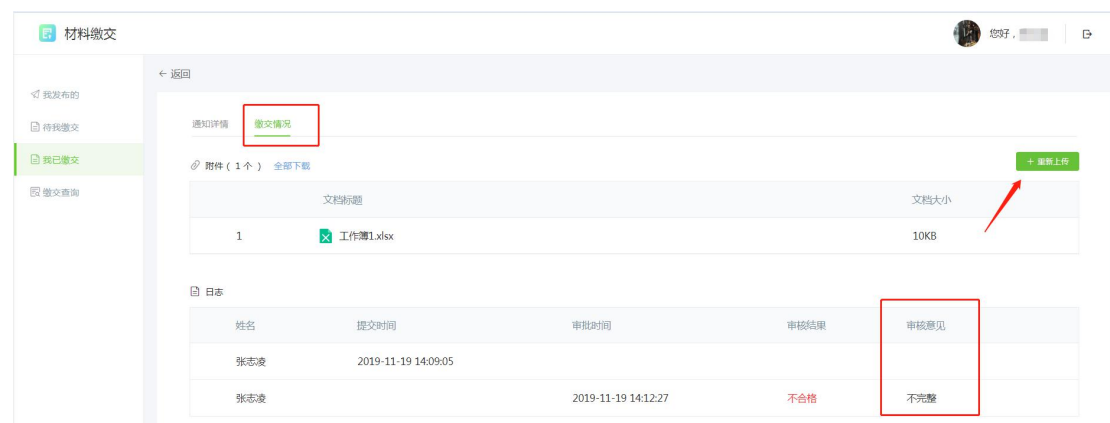 材料缴交
您好，
← 返回
我发布的
待我缴交
我已缴交
缴交查询
通知详情 缴交情况
附件（1个） 全部下载
+ 重新上传
文档标题 文档大小
1 工作簿1.xlsx 10KB
日志
姓名 提交时间 审批时间 审核结果 审核意见
张志凌 2019-11-19 14:09:05
张志凌 2019-11-19 14:12:27 不合格 不完整